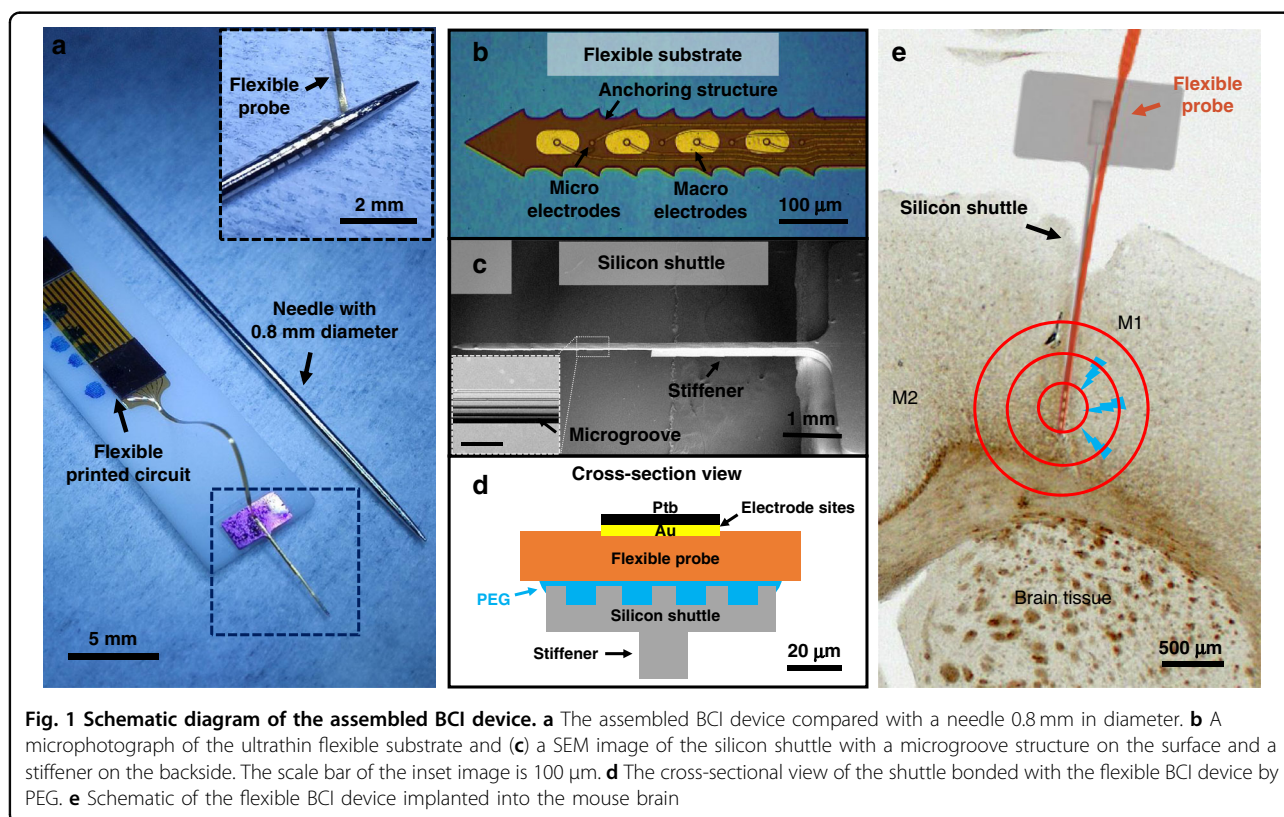 a
Flexible
probe
2 mm
Needle with
0.8 mm diameter
Flexible
printed circuit
5 mm
b
Flexible substrate
Anchoring structure
Micro
electrodes
Macro
electrodes
100 µm
c
Silicon shuttle
Stiffener
Microgroove
1 mm
d
Cross-section view
Ptb
Electrode sites
Au
Flexible probe
PEG
Silicon shuttle
Stiffener
20 µm
e
Flexible
probe
Silicon shuttle
M1
M2
Brain tissue
500 µm
Fig. 1 Schematic diagram of the assembled BCI device. a The assembled BCI device compared with a needle 0.8 mm in diameter. b A
microphotograph of the ultrathin flexible substrate and (c) a SEM image of the silicon shuttle with a microgroove structure on the surface and a
stiffener on the backside. The scale bar of the inset image is 100 µm. d The cross-sectional view of the shuttle bonded with the flexible BCI device by
PEG. e Schematic of the flexible BCI device implanted into the mouse brain